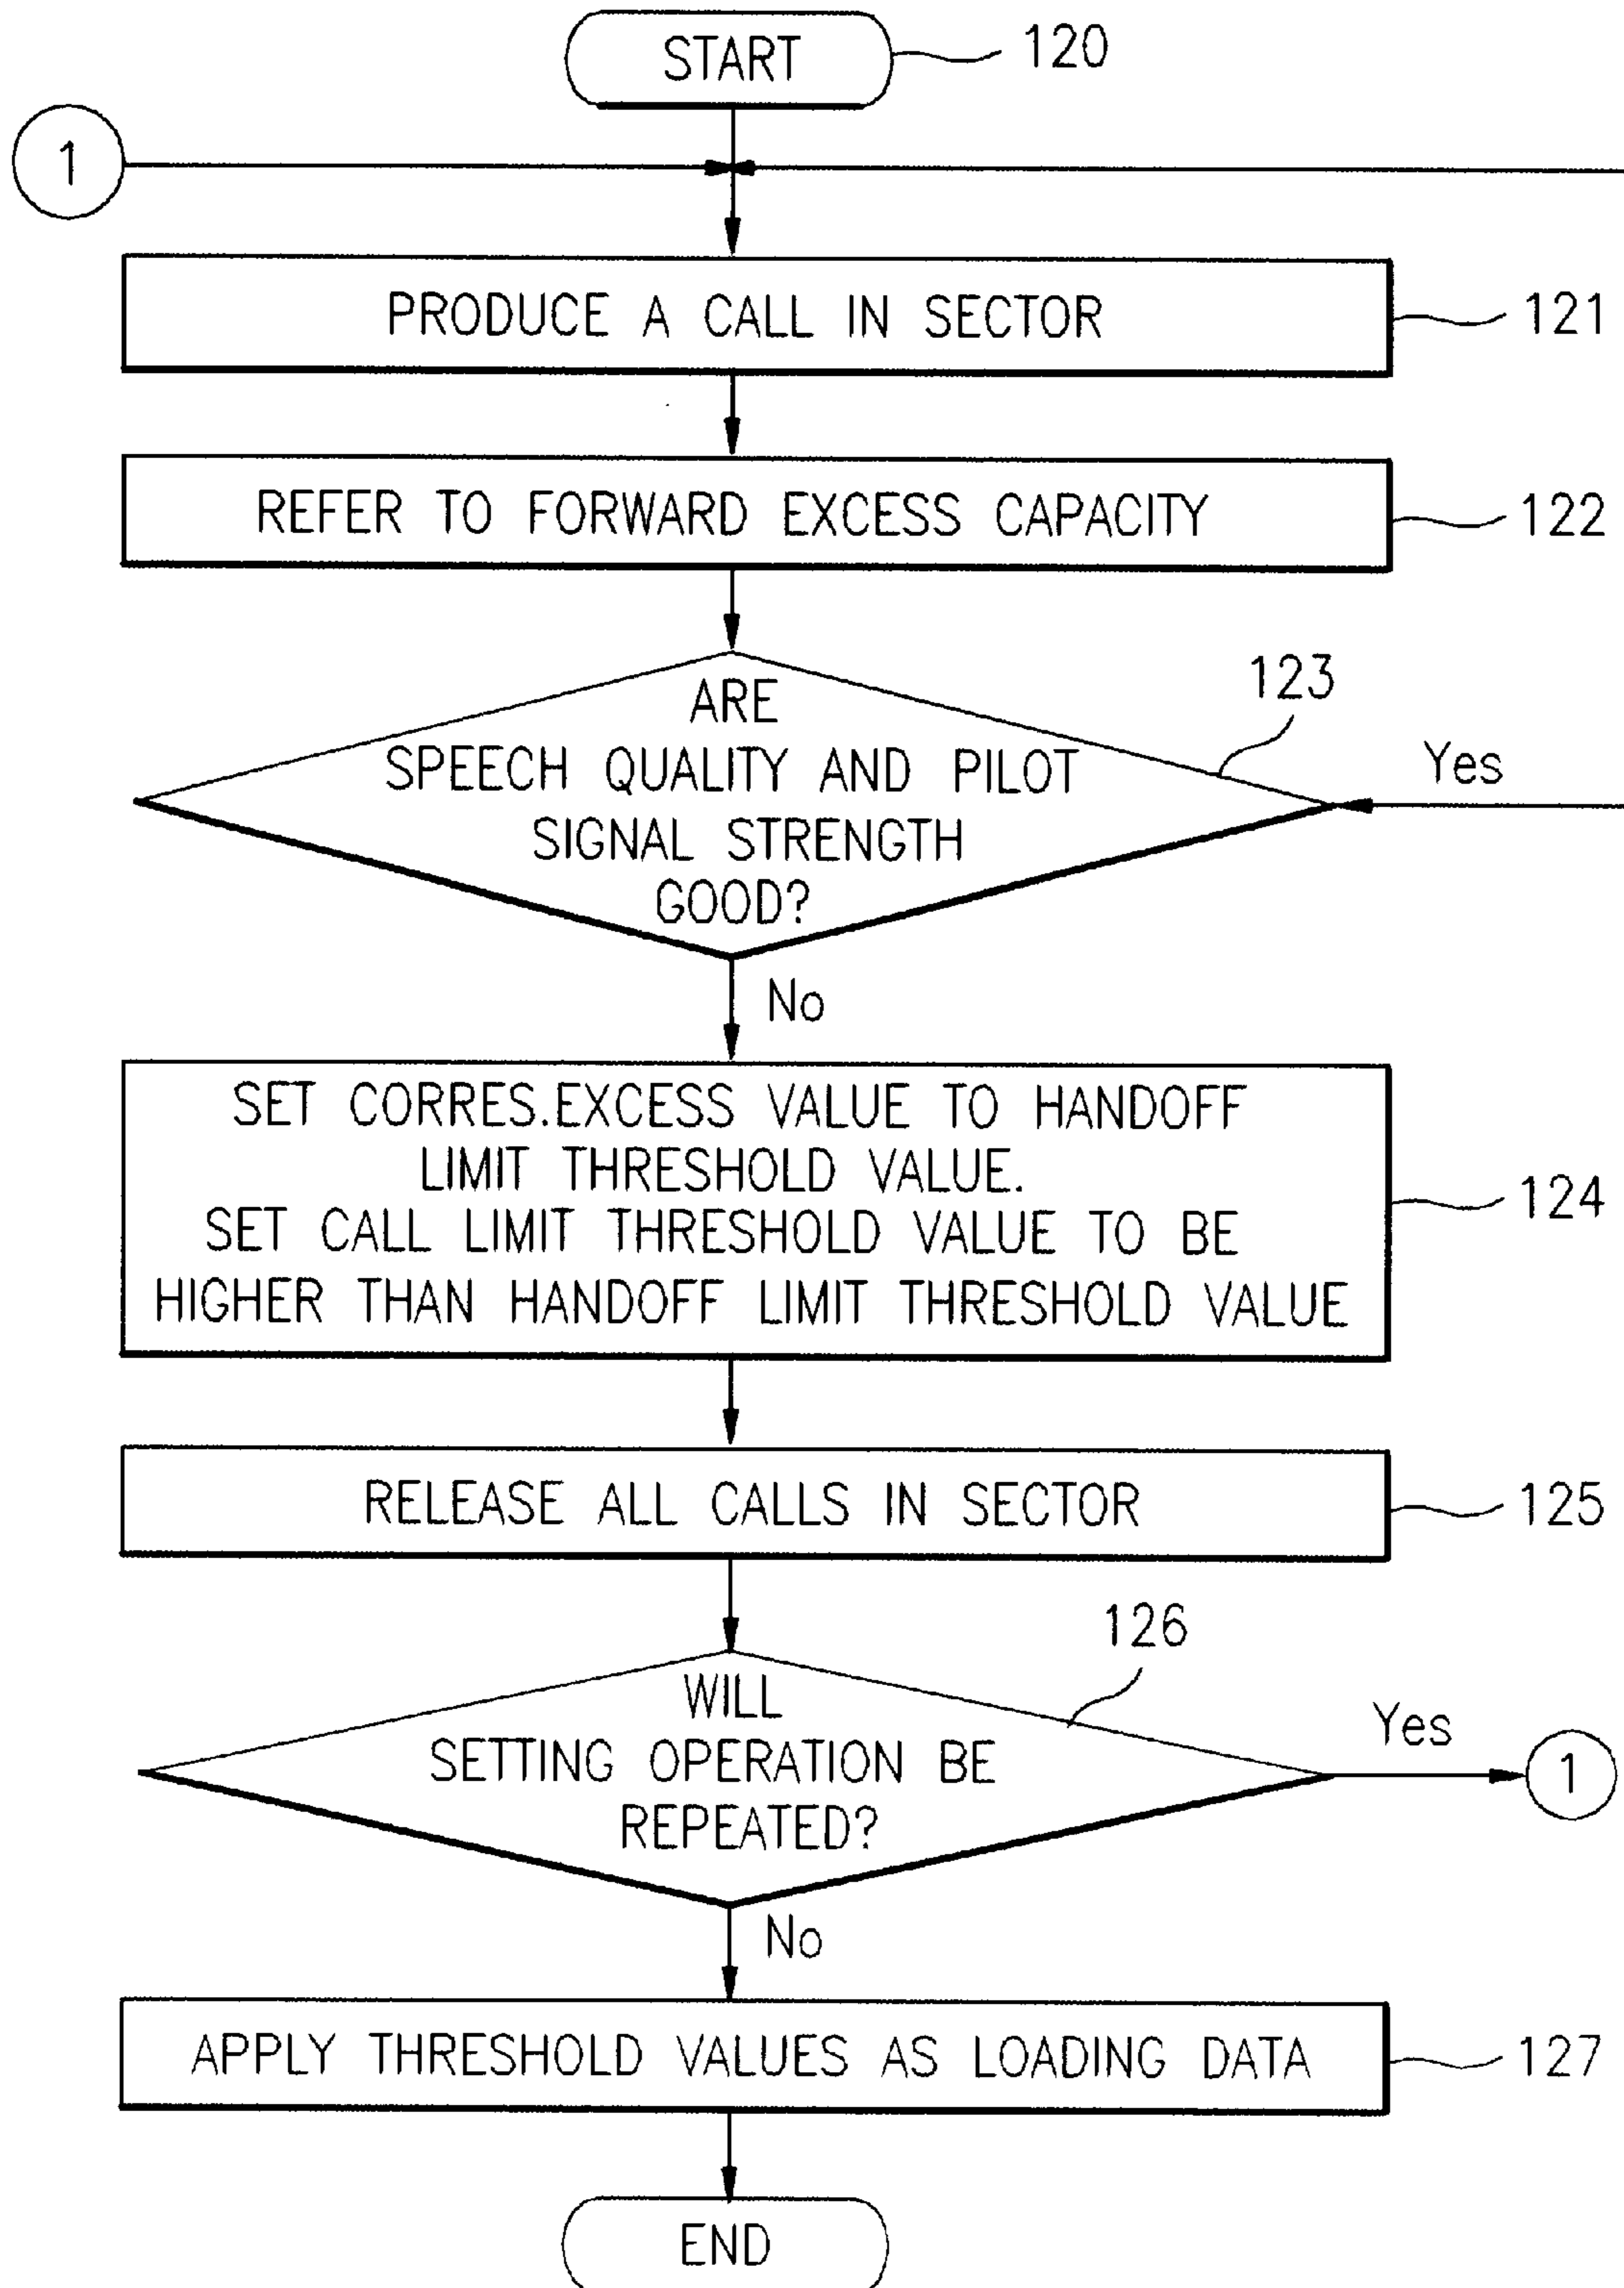 START
120
1
PRODUCE A CALL IN SECTOR
121
REFER TO FORWARD EXCESS CAPACITY
122
ARE
SPEECH QUALITY AND PILOT
SIGNAL STRENGTH
GOOD?
123
Yes
No
SET CORRES.EXCESS VALUE TO HANDOFF
LIMIT THRESHOLD VALUE.
SET CALL LIMIT THRESHOLD VALUE TO BE
HIGHER THAN HANDOFF LIMIT THRESHOLD VALUE
124
RELEASE ALL CALLS IN SECTOR
125
WILL
SETTING OPERATION BE
REPEATED?
126
Yes
1
No
APPLY THRESHOLD VALUES AS LOADING DATA
127
END